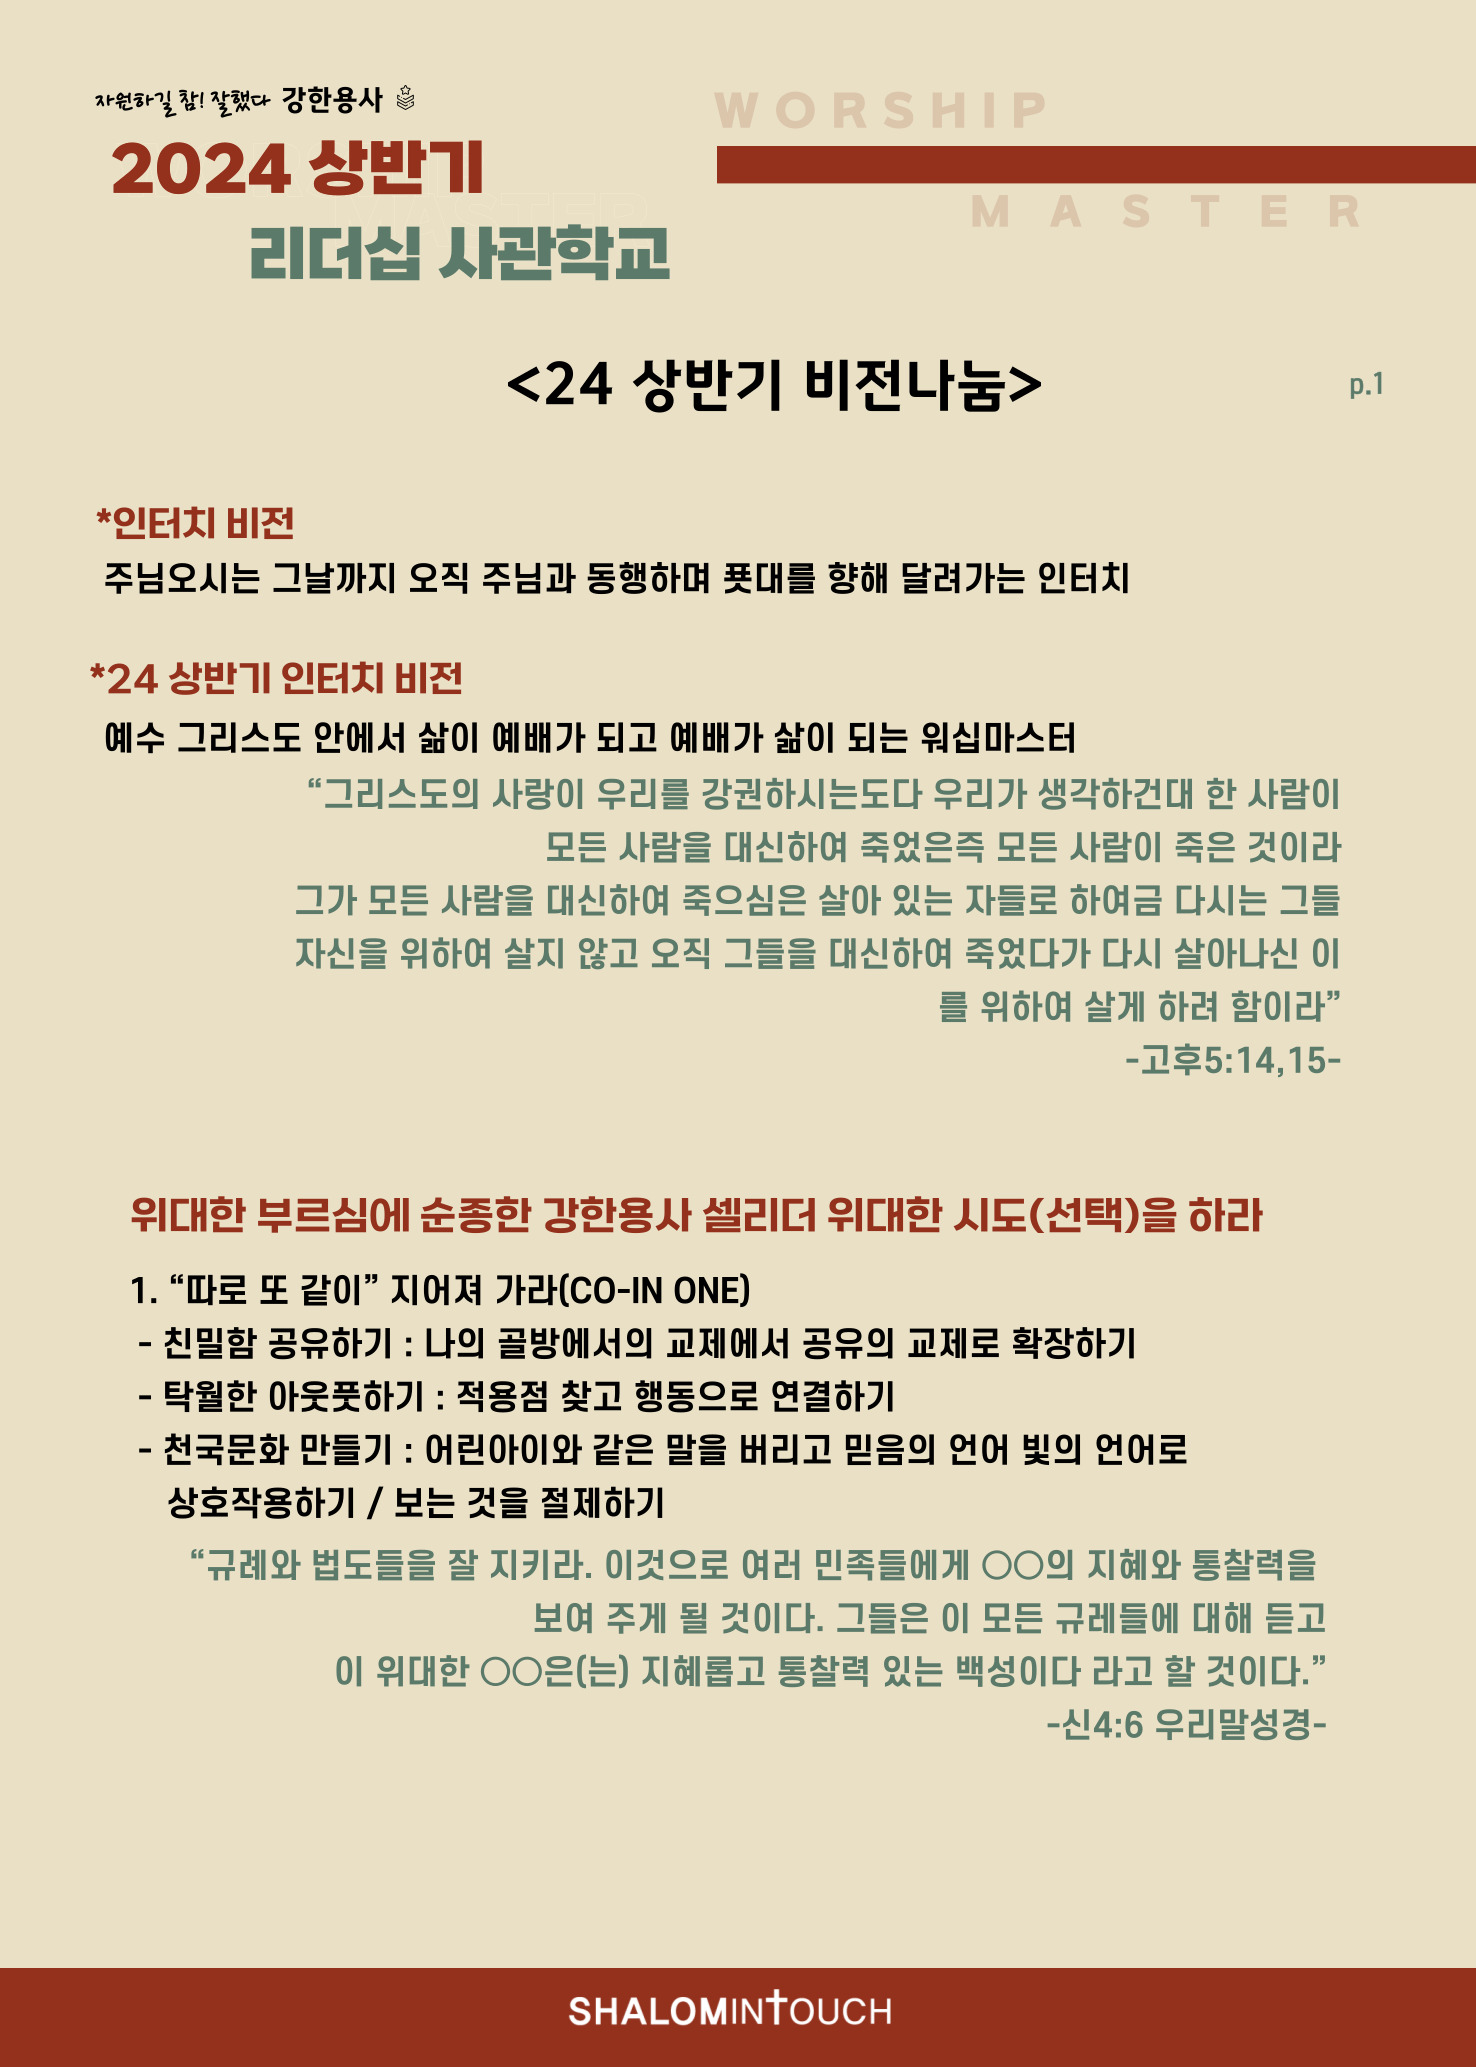 자원하길 참! 잘했다 강한용사
2024 상반기
리더십 사관학교
WORSHIP
MASTER
MASTER
<24 상반기 비전나눔>
p.1
*인터치 비전
주님오시는 그날까지 오직 주님과 동행하며 푯대를 향해 달려가는 인터치
*24 상반기 인터치 비전
예수 그리스도 안에서 삶이 예배가 되고 예배가 삶이 되는 워십마스터
“그리스도의 사랑이 우리를 강권하시는도다 우리가 생각하건대 한 사람이
모든 사람을 대신하여 죽었은즉 모든 사람이 죽은 것이라
그가 모든 사람을 대신하여 죽으심은 살아 있는 자들로 하여금 다시는 그들
자신을 위하여 살지 않고 오직 그들을 대신하여 죽었다가 다시 살아나신 이
를 위하여 살게 하려 함이라”
-고후5:14,15-
위대한 부르심에 순종한 강한용사 셀리더 위대한 시도(선택)을 하라
1. “따로 또 같이” 지어져 가라(CO-IN ONE)
- 친밀함 공유하기 : 나의 골방에서의 교제에서 공유의 교제로 확장하기
- 탁월한 아웃풋하기 : 적용점 찾고 행동으로 연결하기
- 천국문화 만들기 : 어린아이와 같은 말을 버리고 믿음의 언어 빛의 언어로
상호작용하기 / 보는 것을 절제하기
“규례와 법도들을 잘 지키라. 이것으로 여러 민족들에게 ○○의 지혜와 통찰력을
보여 주게 될 것이다. 그들은 이 모든 규레들에 대해 듣고
이 위대한 ○○은(는) 지혜롭고 통찰력 있는 백성이다 라고 할 것이다.”
-신4:6 우리말성경-
SHALOMINTOUCH